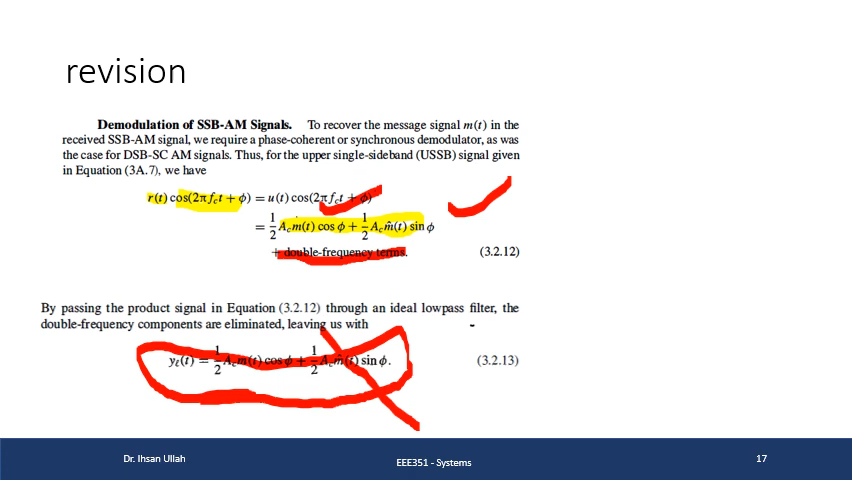 revision
Demodulation of SSB-AM Signals. To recover the message signal m(t) in the
received SSB-AM signal, we require a phase-coherent or synchronous demodulator, as was
the case for DSB-SC AM signals. Thus, for the upper single-sideband (USSB) signal given
in Equation (3A.7), we have
r(t) cos(2πf_c t + ϕ) = u(t) cos(2πf_c t + ϕ)
= 1/2 A_c m(t) cos ϕ + 1/2 A_c m̂(t) sin ϕ
+ double-frequency terms. (3.2.12)
By passing the product signal in Equation (3.2.12) through an ideal lowpass filter, the
double-frequency components are eliminated, leaving us with
y_ℓ(t) = 1/2 A_c m(t) cos ϕ + 1/2 A_c m̂(t) sin ϕ. (3.2.13)
Dr. Ihsan Ullah
EEE351 - Systems
17